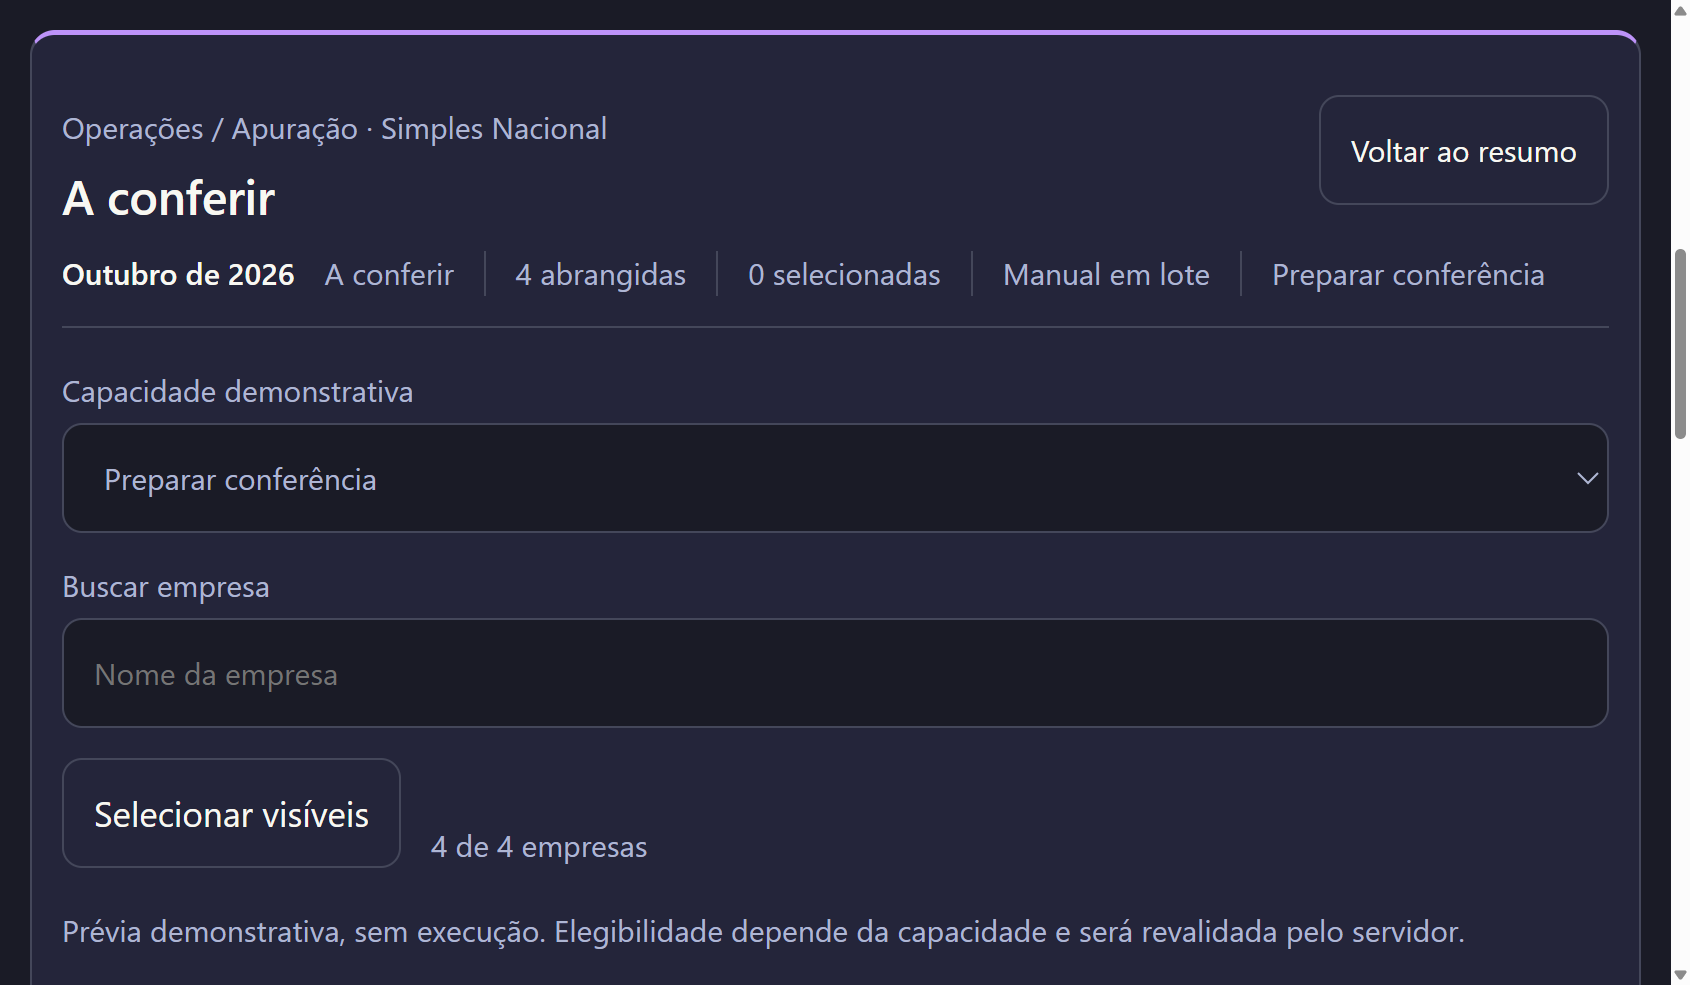 Operações / Apuração · Simples Nacional
Voltar ao resumo
A conferir
Outubro de 2026 A conferir 4 abrangidas 0 selecionadas Manual em lote Preparar conferência
Capacidade demonstrativa
Preparar conferência
Buscar empresa
Nome da empresa
Selecionar visíveis
4 de 4 empresas
Prévia demonstrativa, sem execução. Elegibilidade depende da capacidade e será revalidada pelo servidor.